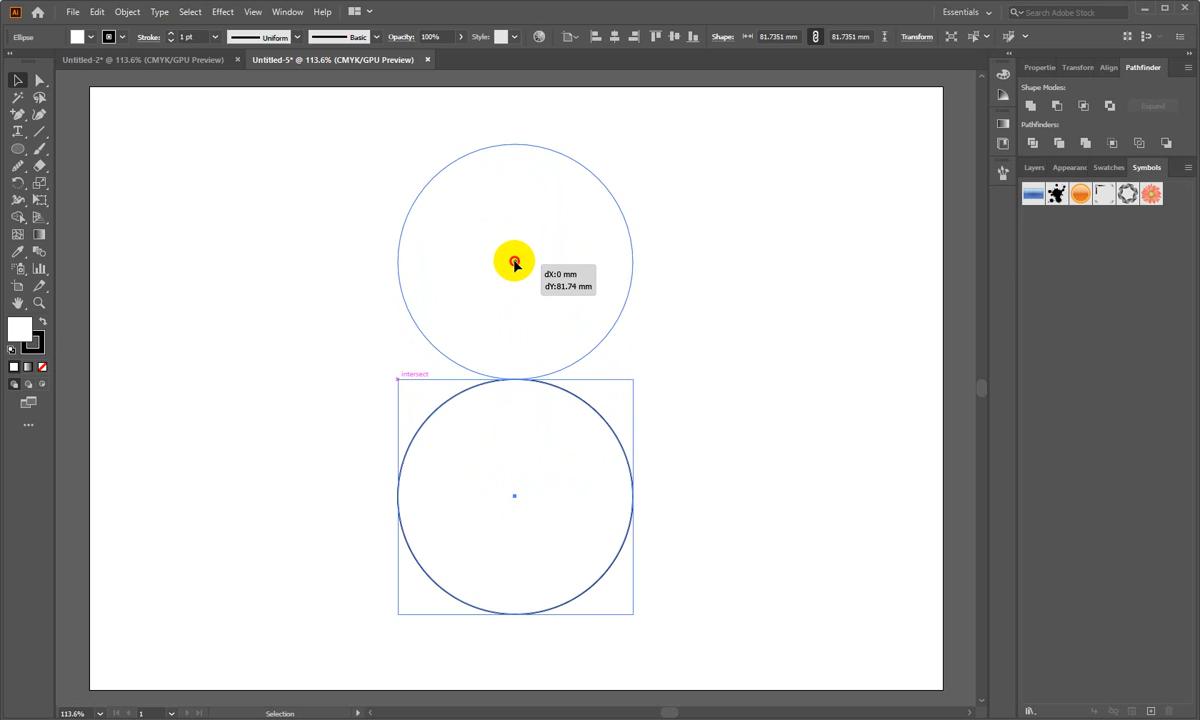 Ai File Edit Object Type Select Effect View Window Help Essentials Search Adobe Stock
Ellipse Stroke: 1 pt Uniform Basic Opacity: 100% Style: Shape: 81.7351 mm 81.7351 mm Transform
Untitled-2* @ 113.6% (CMYK/GPU Preview) × Untitled-5* @ 113.6% (CMYK/GPU Preview) ×
Propertie Transform Align Pathfinder
Shape Modes:
Expand
Pathfinders:
Layers Appearanc Swatches Symbols
dX:0 mm
dY:81.74 mm
intersect
113.6% 1 Selection